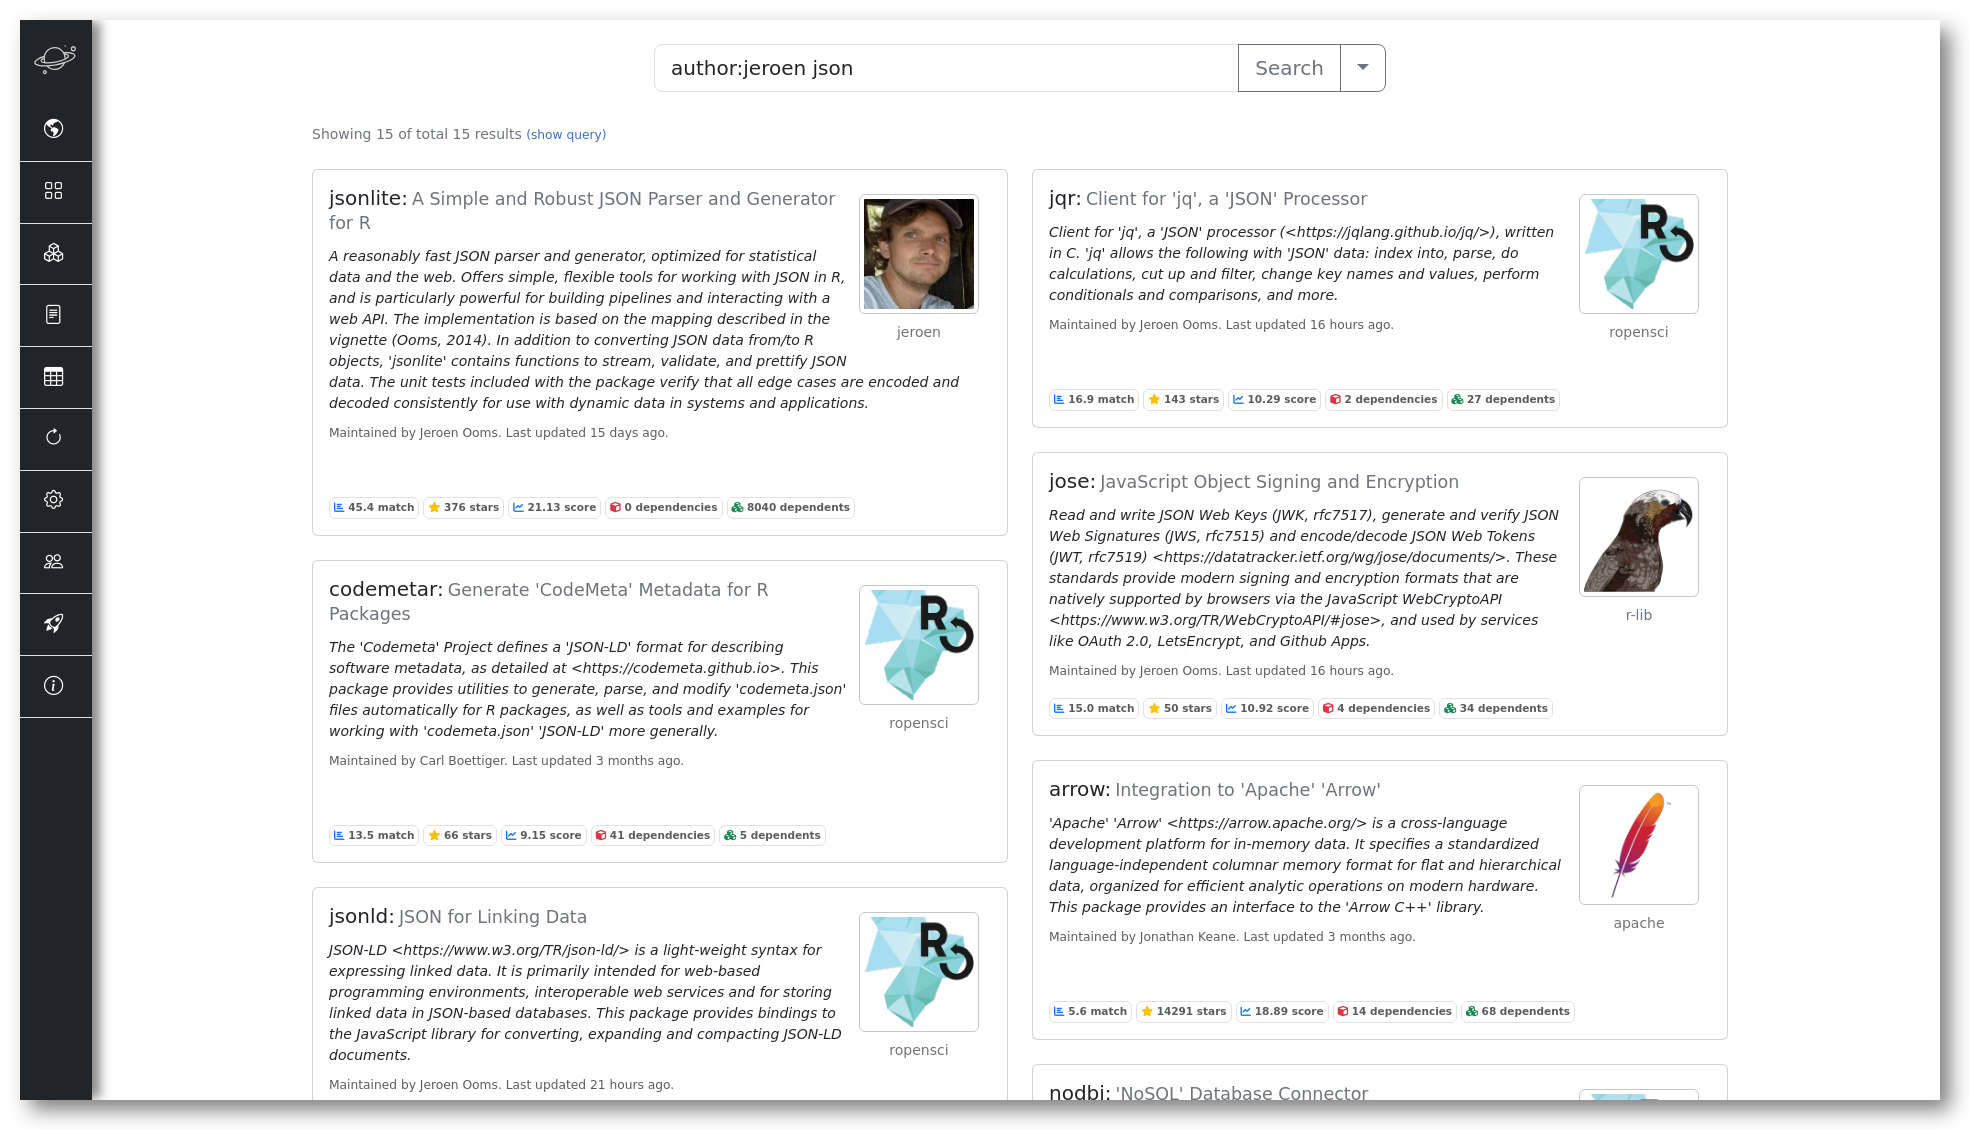 author:jeroen json
Search
Showing 15 of total 15 results (show query)
jsonlite: A Simple and Robust JSON Parser and Generator
for R
A reasonably fast JSON parser and generator, optimized for statistical
data and the web. Offers simple, flexible tools for working with JSON in R,
and is particularly powerful for building pipelines and interacting with a
web API. The implementation is based on the mapping described in the
vignette (Ooms, 2014). In addition to converting JSON data from/to R
objects, 'jsonlite' contains functions to stream, validate, and prettify JSON
data. The unit tests included with the package verify that all edge cases are encoded and
decoded consistently for use with dynamic data in systems and applications.
Maintained by Jeroen Ooms. Last updated 15 days ago.
jeroen
45.4 match 376 stars 21.13 score 0 dependencies 8040 dependents
codemetar: Generate 'CodeMeta' Metadata for R
Packages
The 'Codemeta' Project defines a 'JSON-LD' format for describing
software metadata, as detailed at <https://codemeta.github.io>. This
package provides utilities to generate, parse, and modify 'codemeta.json'
files automatically for R packages, as well as tools and examples for
working with 'codemeta.json' 'JSON-LD' more generally.
Maintained by Carl Boettiger. Last updated 3 months ago.
R
ropensci
13.5 match 66 stars 9.15 score 41 dependencies 5 dependents
jsonld: JSON for Linking Data
JSON-LD <https://www.w3.org/TR/json-ld/> is a light-weight syntax for
expressing linked data. It is primarily intended for web-based
programming environments, interoperable web services and for storing
linked data in JSON-based databases. This package provides bindings to
the JavaScript library for converting, expanding and compacting JSON-LD
documents.
Maintained by Jeroen Ooms. Last updated 21 hours ago.
R
ropensci
jqr: Client for 'jq', a 'JSON' Processor
Client for 'jq', a 'JSON' processor (<https://jqlang.github.io/jq/>), written
in C. 'jq' allows the following with 'JSON' data: index into, parse, do
calculations, cut up and filter, change key names and values, perform
conditionals and comparisons, and more.
Maintained by Jeroen Ooms. Last updated 16 hours ago.
R
ropensci
16.9 match 143 stars 10.29 score 2 dependencies 27 dependents
jose: JavaScript Object Signing and Encryption
Read and write JSON Web Keys (JWK, rfc7517), generate and verify JSON
Web Signatures (JWS, rfc7515) and encode/decode JSON Web Tokens
(JWT, rfc7519) <https://datatracker.ietf.org/wg/jose/documents/>. These
standards provide modern signing and encryption formats that are
natively supported by browsers via the JavaScript WebCryptoAPI
<https://www.w3.org/TR/WebCryptoAPI/#jose>, and used by services
like OAuth 2.0, LetsEncrypt, and Github Apps.
Maintained by Jeroen Ooms. Last updated 16 hours ago.
r-lib
15.0 match 50 stars 10.92 score 4 dependencies 34 dependents
arrow: Integration to 'Apache' 'Arrow'
'Apache' 'Arrow' <https://arrow.apache.org/> is a cross-language
development platform for in-memory data. It specifies a standardized
language-independent columnar memory format for flat and hierarchical
data, organized for efficient analytic operations on modern hardware.
This package provides an interface to the 'Arrow C++' library.
Maintained by Jonathan Keane. Last updated 3 months ago.
apache
5.6 match 14291 stars 18.89 score 14 dependencies 68 dependents
nodbi: 'NoSQL' Database Connector